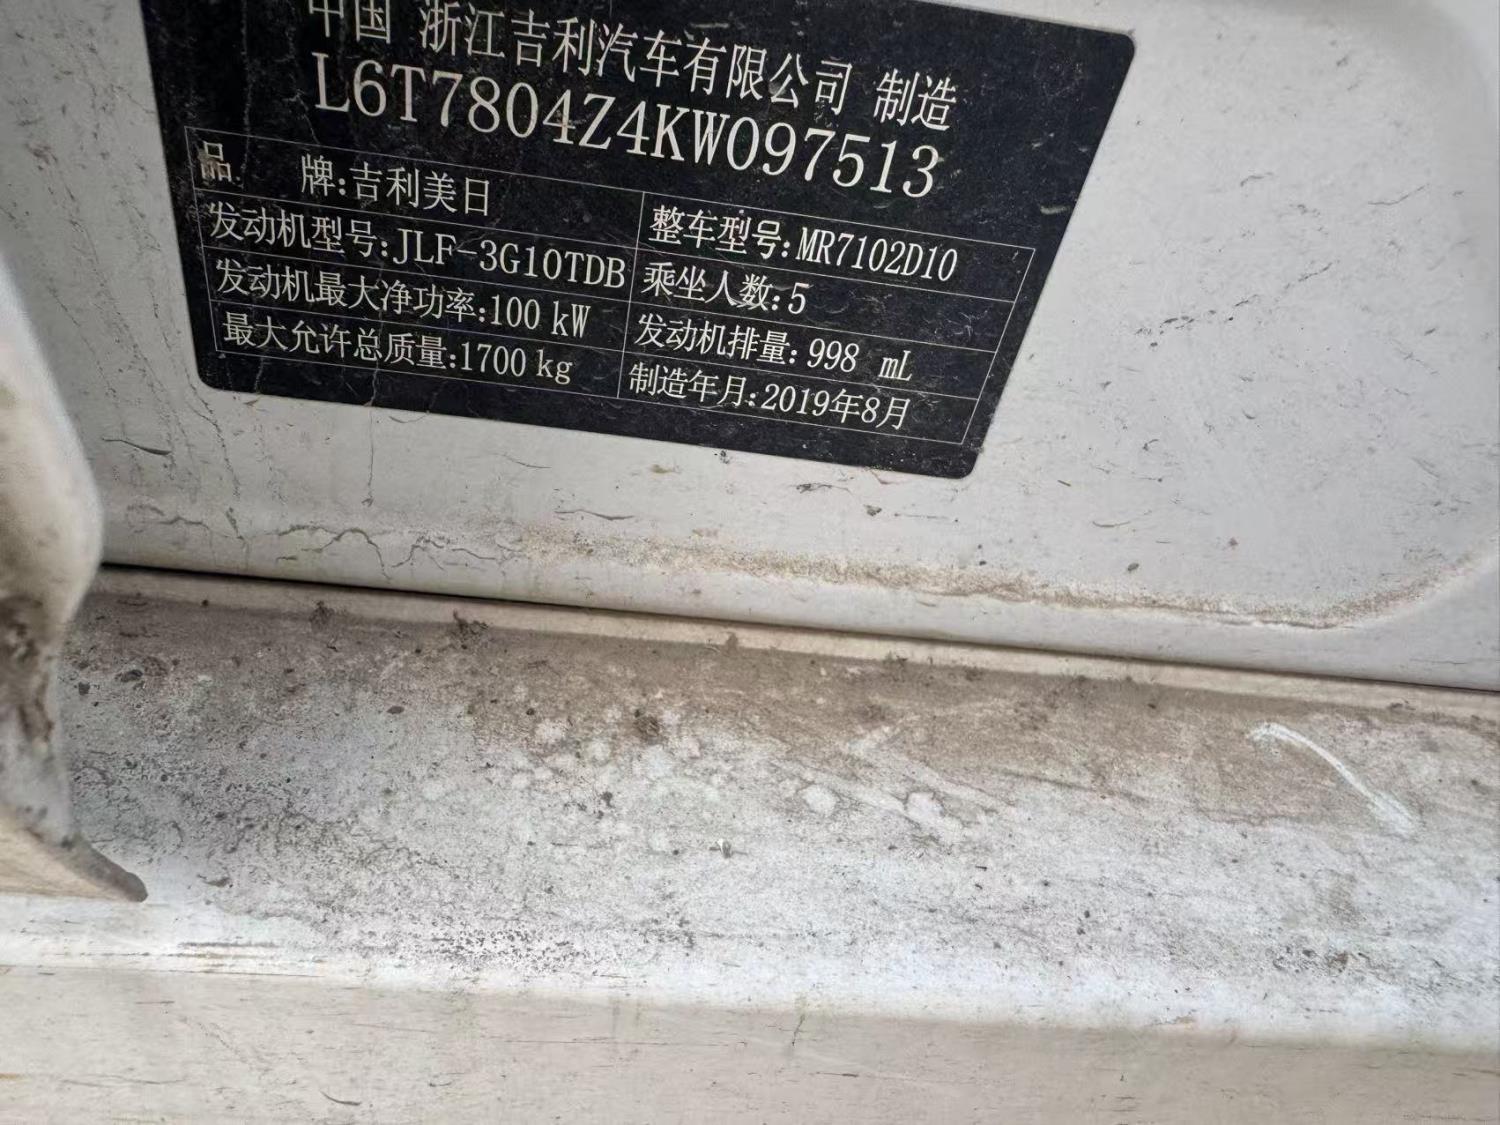 中国 浙江吉利汽车有限公司 制造
L6T7804Z4KW097513
品 牌:吉利美日
整车型号:MR7102D10
发动机型号:JLF-3G10TDB
乘坐人数:5
发动机最大净功率:100 kW
发动机排量:998 mL
最大允许总质量:1700 kg
制造年月:2019年8月